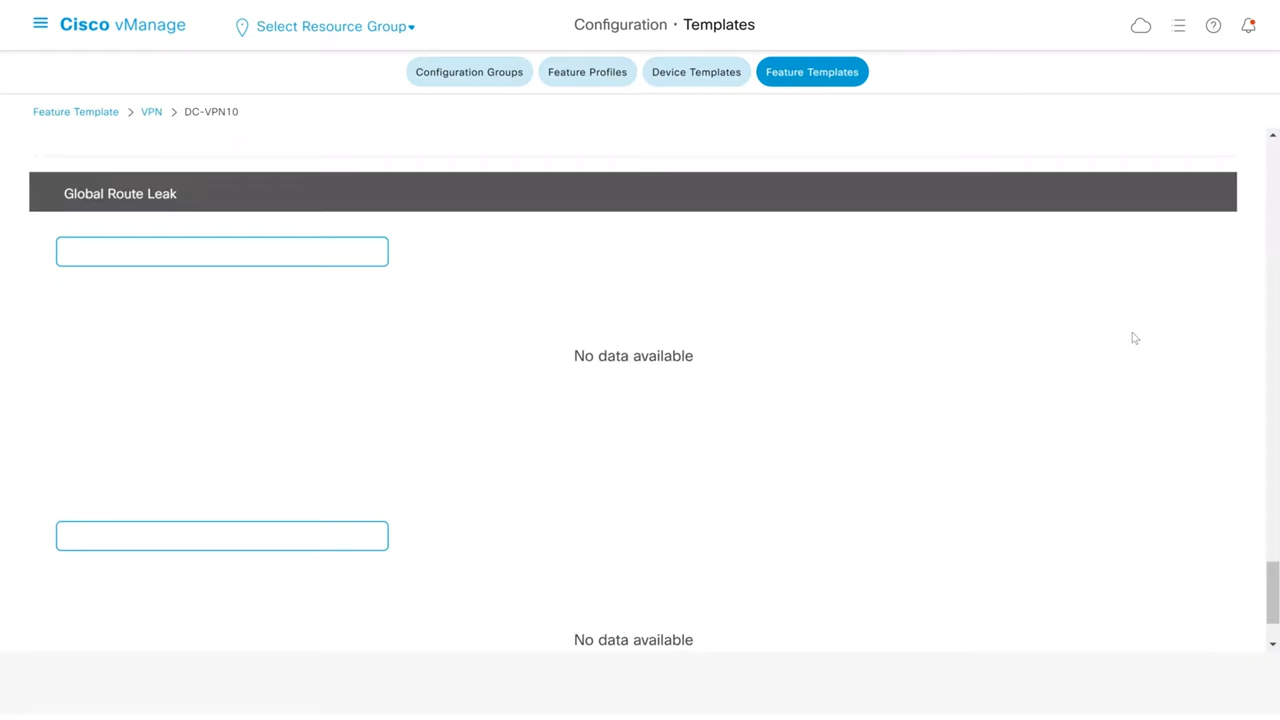 Cisco vManage
Select Resource Group
Configuration · Templates
Configuration Groups
Feature Profiles
Device Templates
Feature Templates
Feature Template > VPN > DC-VPN10
Global Route Leak
No data available
No data available